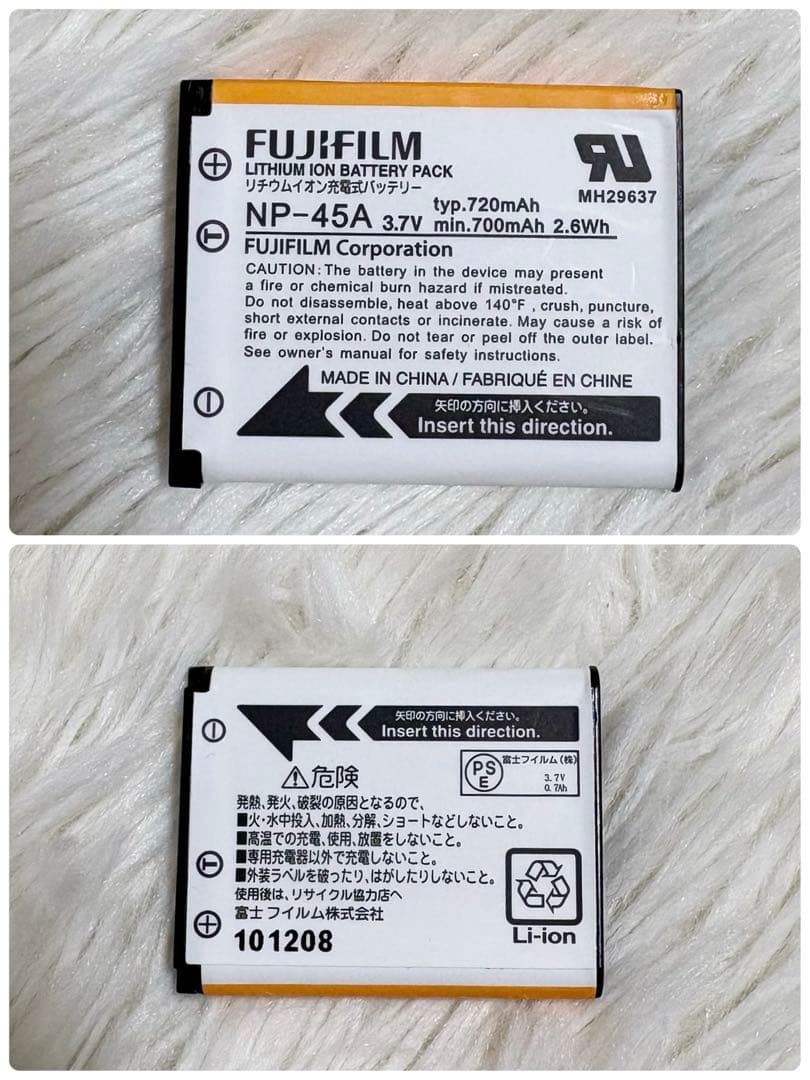 FUJIFILM
LITHIUM ION BATTERY PACK
リチウムイオン充電式バッテリー
MH29637
NP-45A 3.7V typ.720mAh min.700mAh 2.6Wh
FUJIFILM Corporation
CAUTION: The battery in the device may present
a fire or chemical burn hazard if mistreated.
Do not disassemble, heat above 140°F , crush, puncture,
short external contacts or incinerate. May cause a risk of
fire or explosion. Do not tear or peel off the outer label.
See owner's manual for safety instructions.
MADE IN CHINA / FABRIQUÉ EN CHINE
矢印の方向に挿入ください。
Insert this direction.
矢印の方向に挿入ください。
Insert this direction.
⚠危険
PS
E
富士フイルム(株)
3.7V
0.7Ah
発熱、発火、破裂の原因となるので、
■火・水中投入、加熱、分解、ショートなどしないこと。
■高温での充電、使用、放置をしないこと。
■専用充電器以外で充電しないこと。
■外装ラベルを破ったり、はがしたりしないこと。
使用後は、リサイクル協力店へ
富士フイルム株式会社
101208
Li-ion